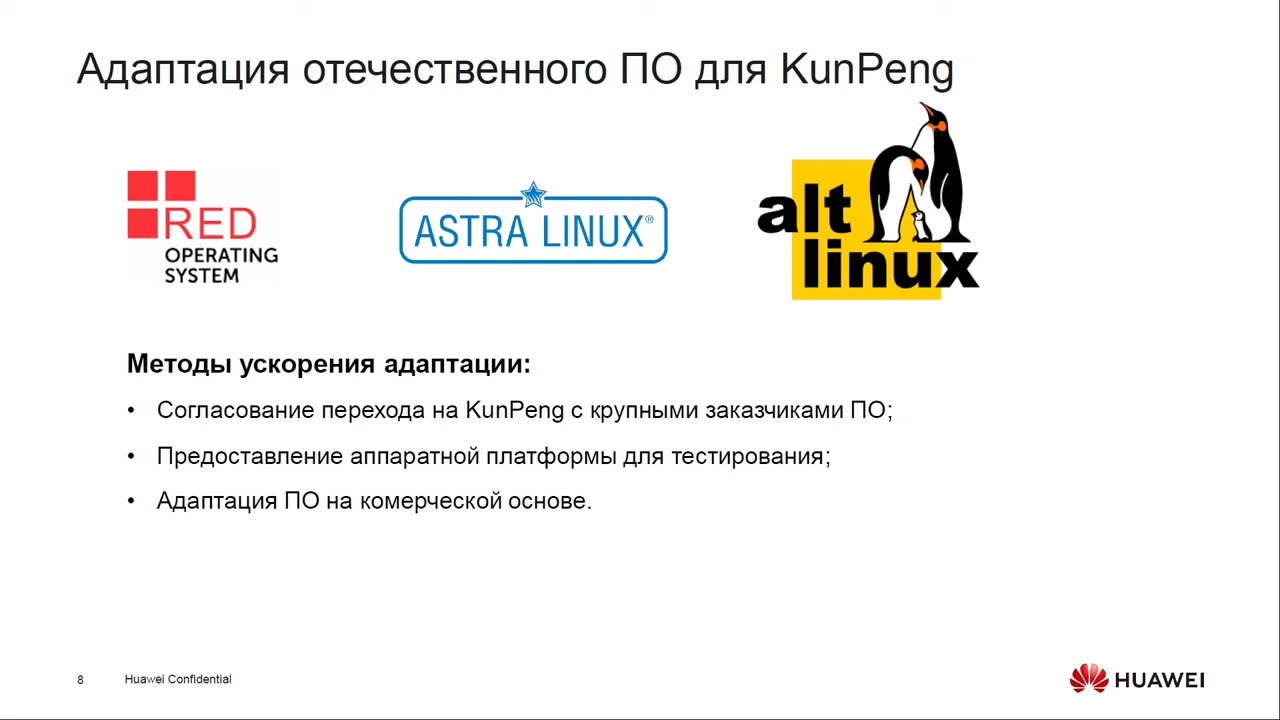 Адаптация отечественного ПО для KunPeng
RED
OPERATING
SYSTEM
ASTRA LINUX®
alt
linux
Методы ускорения адаптации:
• Согласование перехода на KunPeng с крупными заказчиками ПО;
• Предоставление аппаратной платформы для тестирования;
• Адаптация ПО на комерческой основе.
8 Huawei Confidential
HUAWEI